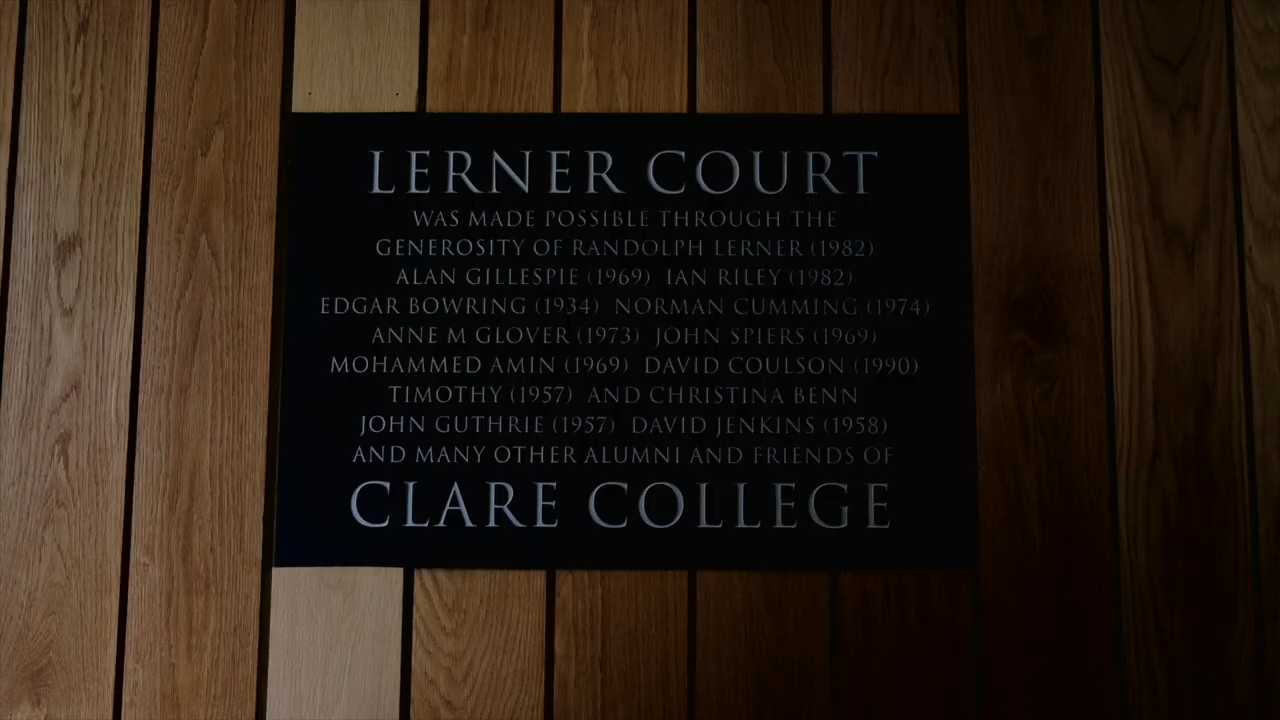 LERNER COURT
WAS MADE POSSIBLE THROUGH THE
GENEROSITY OF RANDOLPH LERNER (1982)
ALAN GILLESPIE (1969) IAN RILEY (1982)
EDGAR BOWRING (1934) NORMAN CUMMING (1974)
ANNE M GLOVER (1973) JOHN SPIERS (1969)
MOHAMMED AMIN (1969) DAVID COULSON (1990)
TIMOTHY (1957) AND CHRISTINA BENN
JOHN GUTHRIE (1957) DAVID JENKINS (1958)
AND MANY OTHER ALUMNI AND FRIENDS OF
CLARE COLLEGE